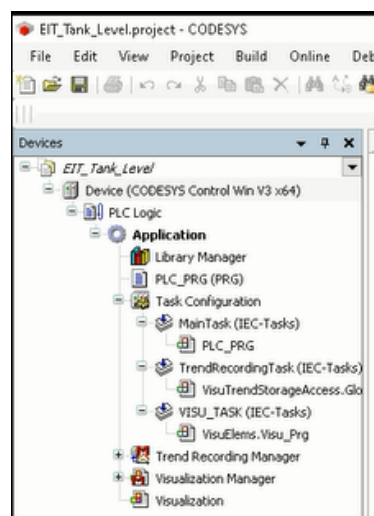 EIT_Tank_Level.project - CODESYS
File Edit View Project Build Online Deb
Devices
EIT_Tank_Level
Device (CODESYS Control Win V3 x64)
PLC Logic
Application
Library Manager
PLC_PRG (PRG)
Task Configuration
MainTask (IEC-Tasks)
PLC_PRG
TrendRecordingTask (IEC-Tasks)
VisuTrendStorageAccess.Glo
VISU_TASK (IEC-Tasks)
VisuElems.Visu_Prg
Trend Recording Manager
Visualization Manager
Visualization